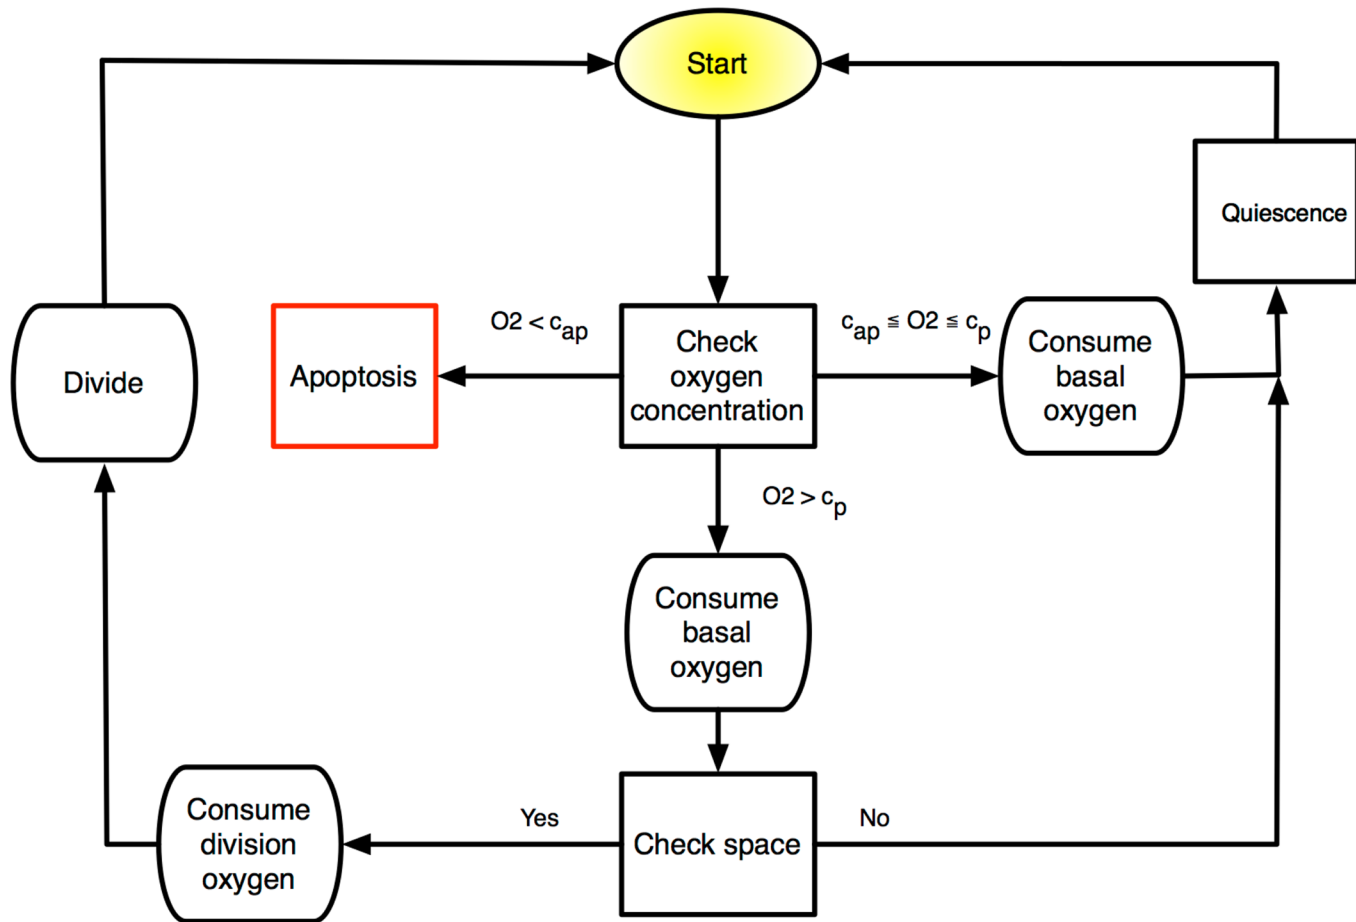 Start
Quiescence
O2 < cap
cap ≦ O2 ≦ cp
Check
oxygen
concentration
Consume
basal
oxygen
Divide
Apoptosis
O2 > cp
Consume
basal
oxygen
Yes
No
Consume
division
oxygen
Check space